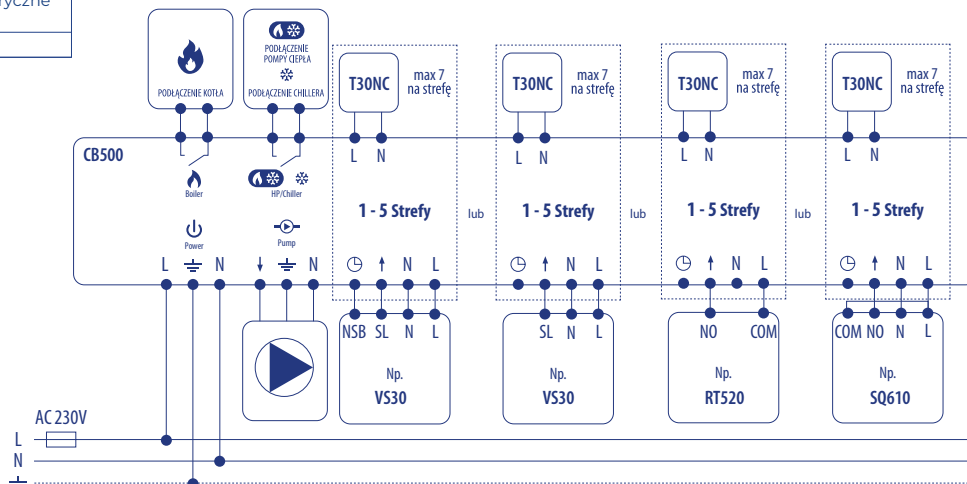 ryczne
PODŁĄCZENIE KOTŁA
PODŁĄCZENIE
POMPY CIEPŁA
PODŁĄCZENIE CHILLERA
T30NC
max 7
na strefę
T30NC
max 7
na strefę
T30NC
max 7
na strefę
T30NC
max 7
na strefę
CB500
L N
L N
L N
L N
Boiler
HP/Chiller
1 - 5 Strefy
lub
1 - 5 Strefy
lub
1 - 5 Strefy
lub
1 - 5 Strefy
Power
Pump
L N
N
N L
N L
N L
N L
NSB SL N L
SL N L
NO COM
COM NO N L
Np.
VS30
Np.
VS30
Np.
RT520
Np.
SQ610
AC 230V
L
N